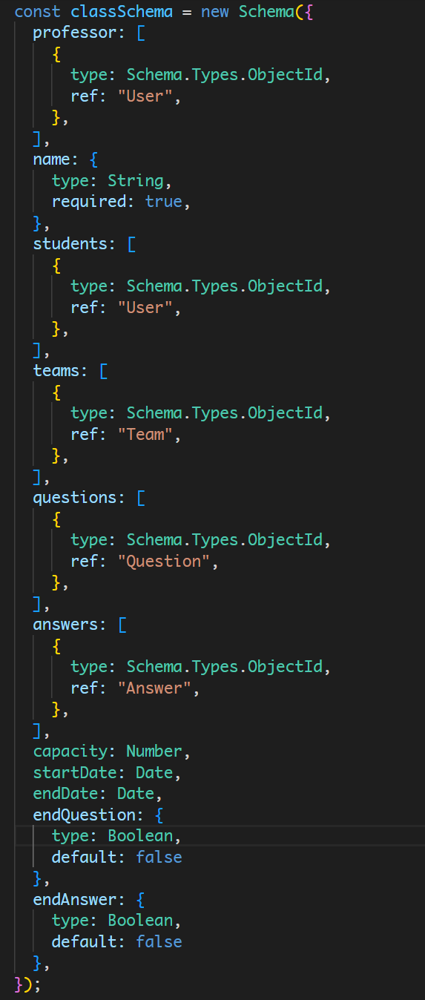 const classSchema = new Schema({
  professor: [
    {
      type: Schema.Types.ObjectId,
      ref: "User",
    },
  ],
  name: {
    type: String,
    required: true,
  },
  students: [
    {
      type: Schema.Types.ObjectId,
      ref: "User",
    },
  ],
  teams: [
    {
      type: Schema.Types.ObjectId,
      ref: "Team",
    },
  ],
  questions: [
    {
      type: Schema.Types.ObjectId,
      ref: "Question",
    },
  ],
  answers: [
    {
      type: Schema.Types.ObjectId,
      ref: "Answer",
    },
  ],
  capacity: Number,
  startDate: Date,
  endDate: Date,
  endQuestion: {
    type: Boolean,
    default: false
  },
  endAnswer: {
    type: Boolean,
    default: false
  },
});